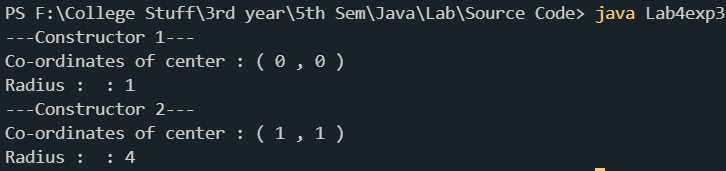 PS F:\College Stuff\3rd year\5th Sem\Java\Lab\Source Code> java Lab4exp3
---Constructor 1---
Co-ordinates of center : ( 0 , 0 )
Radius :  : 1
---Constructor 2---
Co-ordinates of center : ( 1 , 1 )
Radius :  : 4